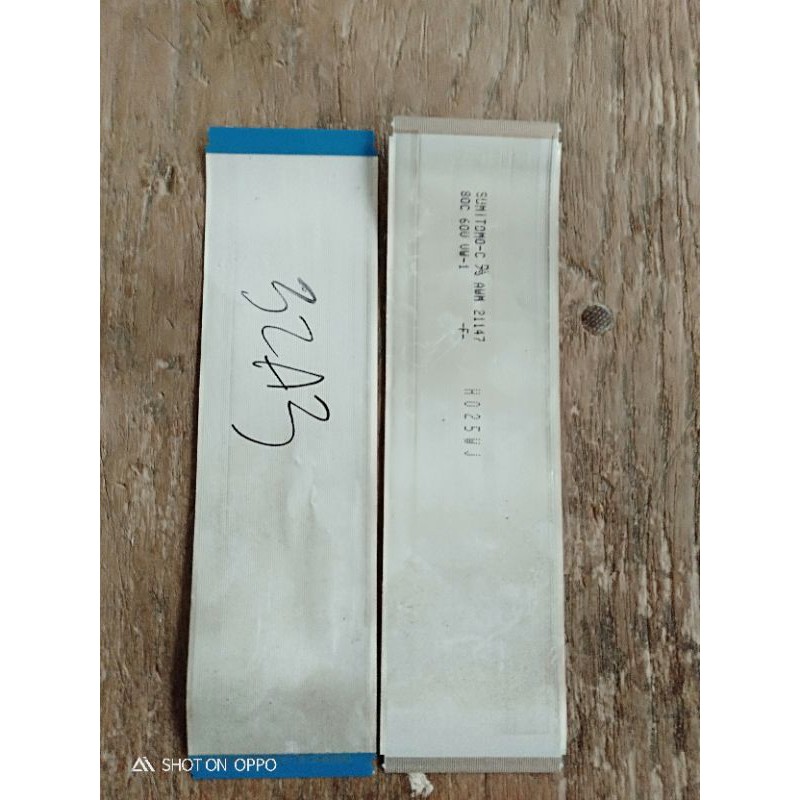 32A3
SUMITOMO-C AWM 21147
80C 60V VW-1 -F-
H025WJ
SHOT ON OPPO